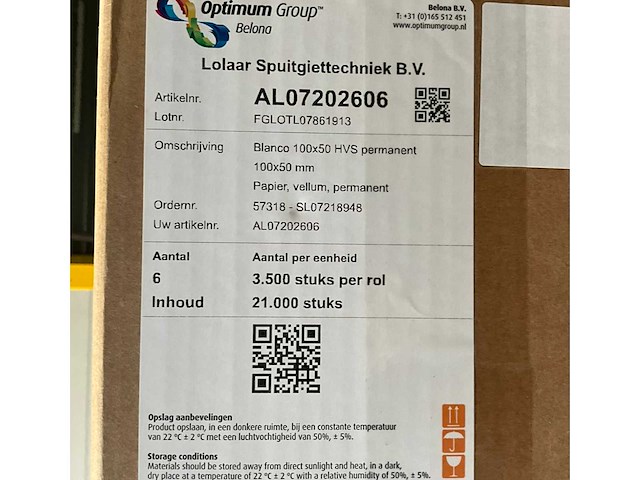 Optimum Group™
Belona
Belona B.V.
T: +31 (0)165 512 451
www.optimumgroup.nl
Lolaar Spuitgiettechniek B.V.
Artikelnr. AL07202606
Lotnr. FGLOTL07861913
Omschrijving Blanco 100x50 HVS permanent
100x50 mm
Papier, vellum, permanent
Ordernr. 57318 - SL07218948
Uw artikelnr. AL07202606
Aantal Aantal per eenheid
6 3.500 stuks per rol
Inhoud 21.000 stuks
Opslag aanbevelingen
Product opslaan, in een donkere ruimte, bij een constante temperatuur
van 22 °C ± 2 °C met een luchtvochtigheid van 50%, ± 5%.
Storage conditions
Materials should be stored away from direct sunlight and heat, in a dark,
dry place at a temperature of 22 °C ± 2 °C with a relative humidity of 50%, ± 5%.